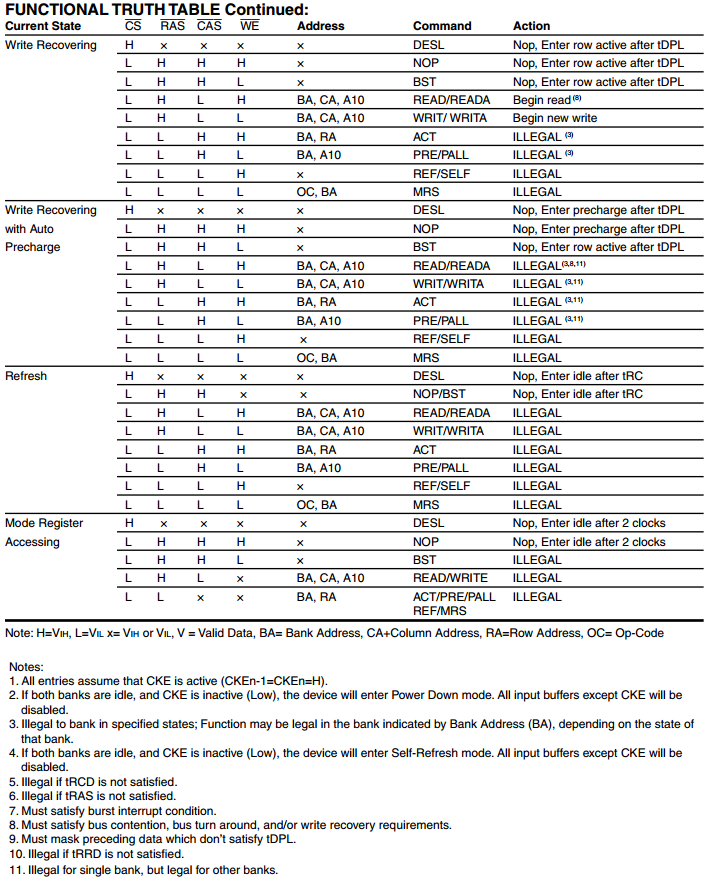 FUNCTIONAL TRUTH TABLE Continued:
Current State CS RAS CAS WE Address Command Action
Write Recovering H × × × × DESL Nop, Enter row active after tDPL
L H H H × NOP Nop, Enter row active after tDPL
L H H L × BST Nop, Enter row active after tDPL
L H L H BA, CA, A10 READ/READA Begin read (8)
L H L L BA, CA, A10 WRIT/ WRITA Begin new write
L L H H BA, RA ACT ILLEGAL (3)
L L H L BA, A10 PRE/PALL ILLEGAL (3)
L L L H × REF/SELF ILLEGAL
L L L L OC, BA MRS ILLEGAL
Write Recovering H × × × × DESL Nop, Enter precharge after tDPL
with Auto L H H H × NOP Nop, Enter precharge after tDPL
Precharge L H H L × BST Nop, Enter row active after tDPL
L H L H BA, CA, A10 READ/READA ILLEGAL(3,8,11)
L H L L BA, CA, A10 WRIT/WRITA ILLEGAL (3,11)
L L H H BA, RA ACT ILLEGAL (3,11)
L L H L BA, A10 PRE/PALL ILLEGAL (3,11)
L L L H × REF/SELF ILLEGAL
L L L L OC, BA MRS ILLEGAL
Refresh H × × × × DESL Nop, Enter idle after tRC
L H H × × NOP/BST Nop, Enter idle after tRC
L H L H BA, CA, A10 READ/READA ILLEGAL
L H L L BA, CA, A10 WRIT/WRITA ILLEGAL
L L H H BA, RA ACT ILLEGAL
L L H L BA, A10 PRE/PALL ILLEGAL
L L L H × REF/SELF ILLEGAL
L L L L OC, BA MRS ILLEGAL
Mode Register H × × × × DESL Nop, Enter idle after 2 clocks
Accessing L H H H × NOP Nop, Enter idle after 2 clocks
L H H L × BST ILLEGAL
L H L × BA, CA, A10 READ/WRITE ILLEGAL
L L × × BA, RA ACT/PRE/PALL ILLEGAL
REF/MRS
Note: H=VIH, L=VIL x= VIH or VIL, V = Valid Data, BA= Bank Address, CA+Column Address, RA=Row Address, OC= Op-Code
Notes:
1. All entries assume that CKE is active (CKEn-1=CKEn=H).
2. If both banks are idle, and CKE is inactive (Low), the device will enter Power Down mode. All input buffers except CKE will be
disabled.
3. Illegal to bank in specified states; Function may be legal in the bank indicated by Bank Address (BA), depending on the state of
that bank.
4. If both banks are idle, and CKE is inactive (Low), the device will enter Self-Refresh mode. All input buffers except CKE will be
disabled.
5. Illegal if tRCD is not satisfied.
6. Illegal if tRAS is not satisfied.
7. Must satisfy burst interrupt condition.
8. Must satisfy bus contention, bus turn around, and/or write recovery requirements.
9. Must mask preceding data which don't satisfy tDPL.
10. Illegal if tRRD is not satisfied.
11. Illegal for single bank, but legal for other banks.